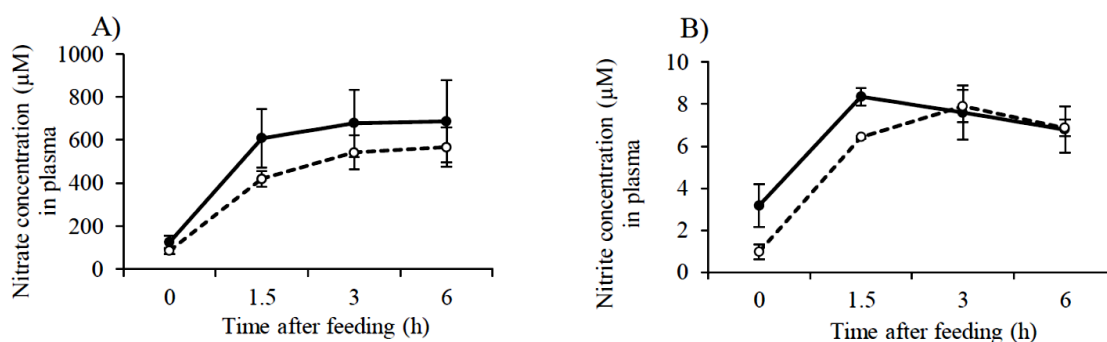 A)
Nitrate concentration (µM)
in plasma
1000
800
600
400
200
0
0 1.5 3 6
Time after feeding (h)
B)
Nitrite concentration (µM)
in plasma
10
8
6
4
2
0
0 1.5 3 6
Time after feeding (h)